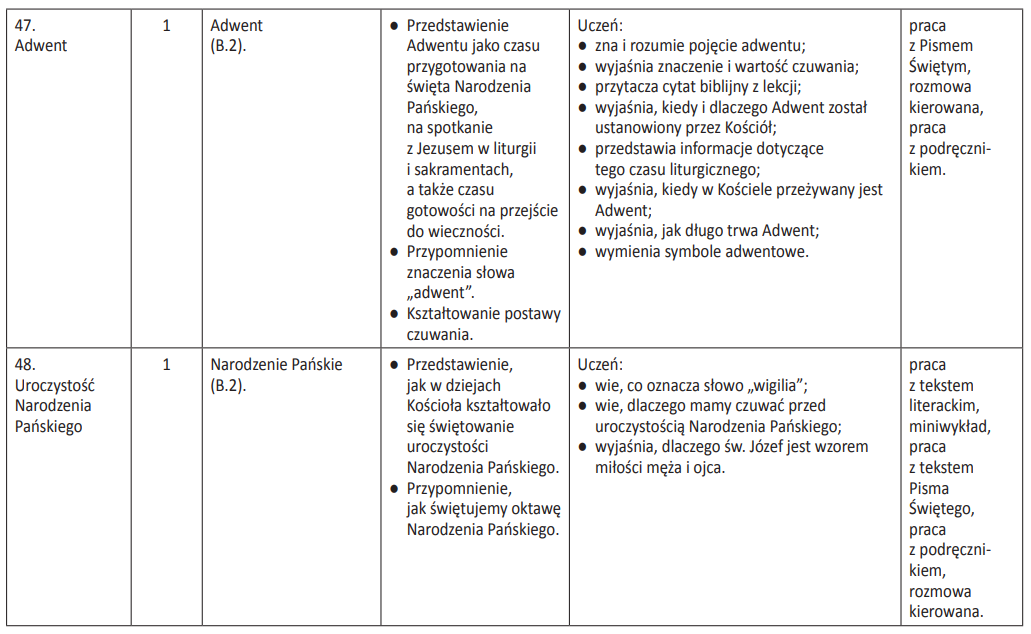 47.
Adwent
1
Adwent
(B.2).
● Przedstawienie
Adwentu jako czasu
przygotowania na
święta Narodzenia
Pańskiego,
na spotkanie
z Jezusem w liturgii
i sakramentach,
a także czasu
gotowości na przejście
do wieczności.
● Przypomnienie
znaczenia słowa
„adwent”.
● Kształtowanie postawy
czuwania.
Uczeń:
● zna i rozumie pojęcie adwentu;
● wyjaśnia znaczenie i wartość czuwania;
● przytacza cytat biblijny z lekcji;
● wyjaśnia, kiedy i dlaczego Adwent został
ustanowiony przez Kościół;
● przedstawia informacje dotyczące
tego czasu liturgicznego;
● wyjaśnia, kiedy w Kościele przeżywany jest
Adwent;
● wyjaśnia, jak długo trwa Adwent;
● wymienia symbole adwentowe.
praca
z Pismem
Świętym,
rozmowa
kierowana,
praca
z podręczni-
kiem.
48.
Uroczystość
Narodzenia
Pańskiego
1
Narodzenie Pańskie
(B.2).
● Przedstawienie,
jak w dziejach
Kościoła kształtowało
się świętowanie
uroczystości
Narodzenia Pańskiego.
● Przypomnienie,
jak świętujemy oktawę
Narodzenia Pańskiego.
Uczeń:
● wie, co oznacza słowo „wigilia”;
● wie, dlaczego mamy czuwać przed
uroczystością Narodzenia Pańskiego;
● wyjaśnia, dlaczego św. Józef jest wzorem
miłości męża i ojca.
praca
z tekstem
literackim,
miniwykład,
praca
z tekstem
Pisma
Świętego,
praca
z podręczni-
kiem,
rozmowa
kierowana.